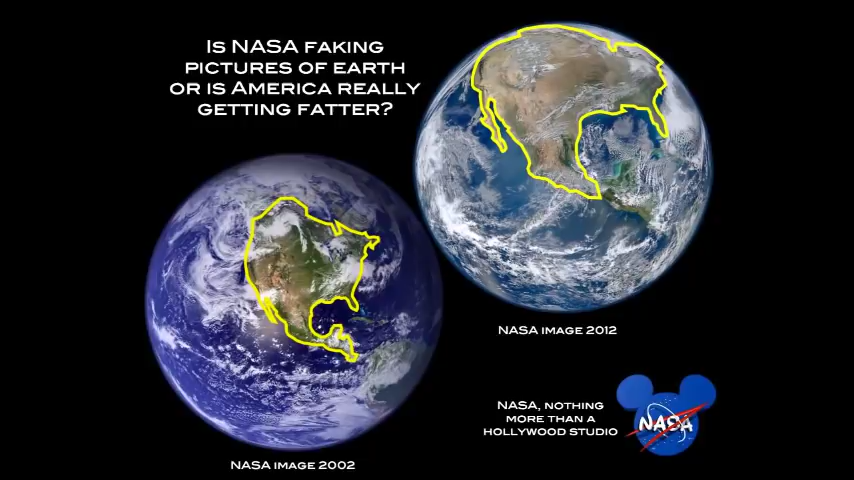 Is NASA faking
pictures of earth
or is America really
getting fatter?
NASA image 2012
NASA image 2002
NASA, nothing
more than a
Hollywood studio
NASA